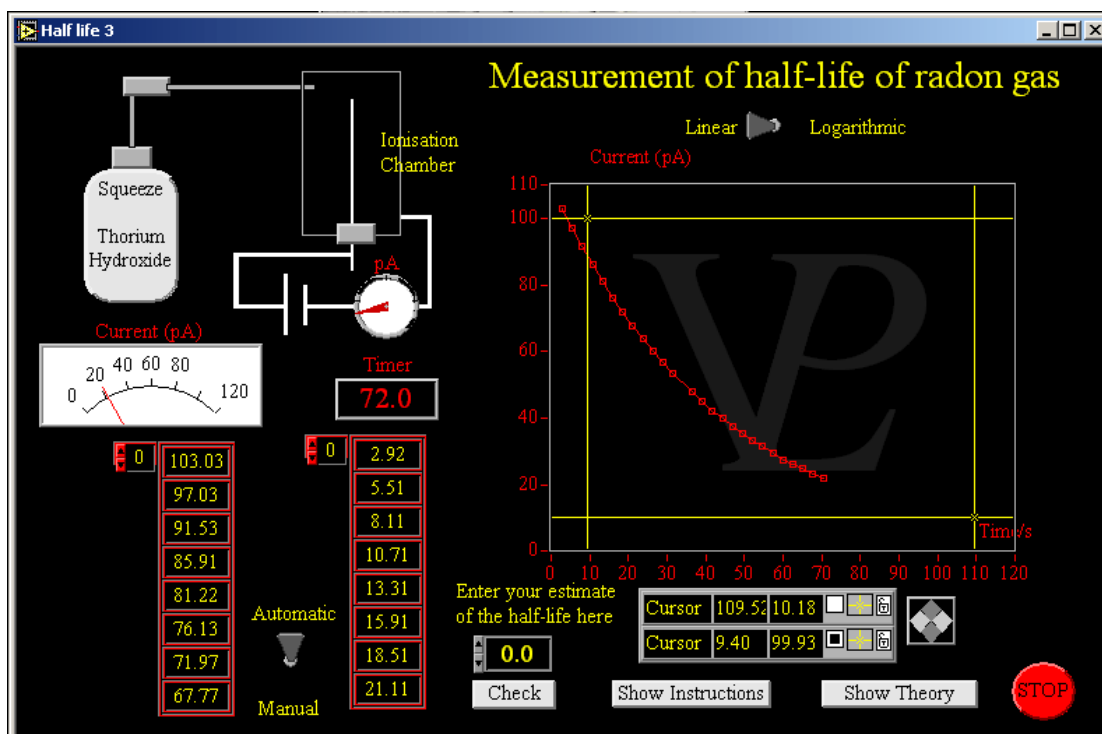 Half life 3
Measurement of half-life of radon gas
Linear
Logarithmic
Ionisation
Chamber
Squeeze
Thorium
Hydroxide
pA
Current (pA)
0 20 40 60 80 120
Timer
72.0
0
103.03
97.03
91.53
85.91
81.22
76.13
71.97
67.77
0
2.92
5.51
8.11
10.71
13.31
15.91
18.51
21.11
Automatic
Manual
Current (pA)
110
100
80
60
40
20
0
0 10 20 30 40 50 60 70 80 90 100 110 120
Time/s
VPL
Enter your estimate
of the half-life here
0.0
Check
Cursor 109.52 10.18
Cursor 9.40 99.93
Show Instructions
Show Theory
STOP